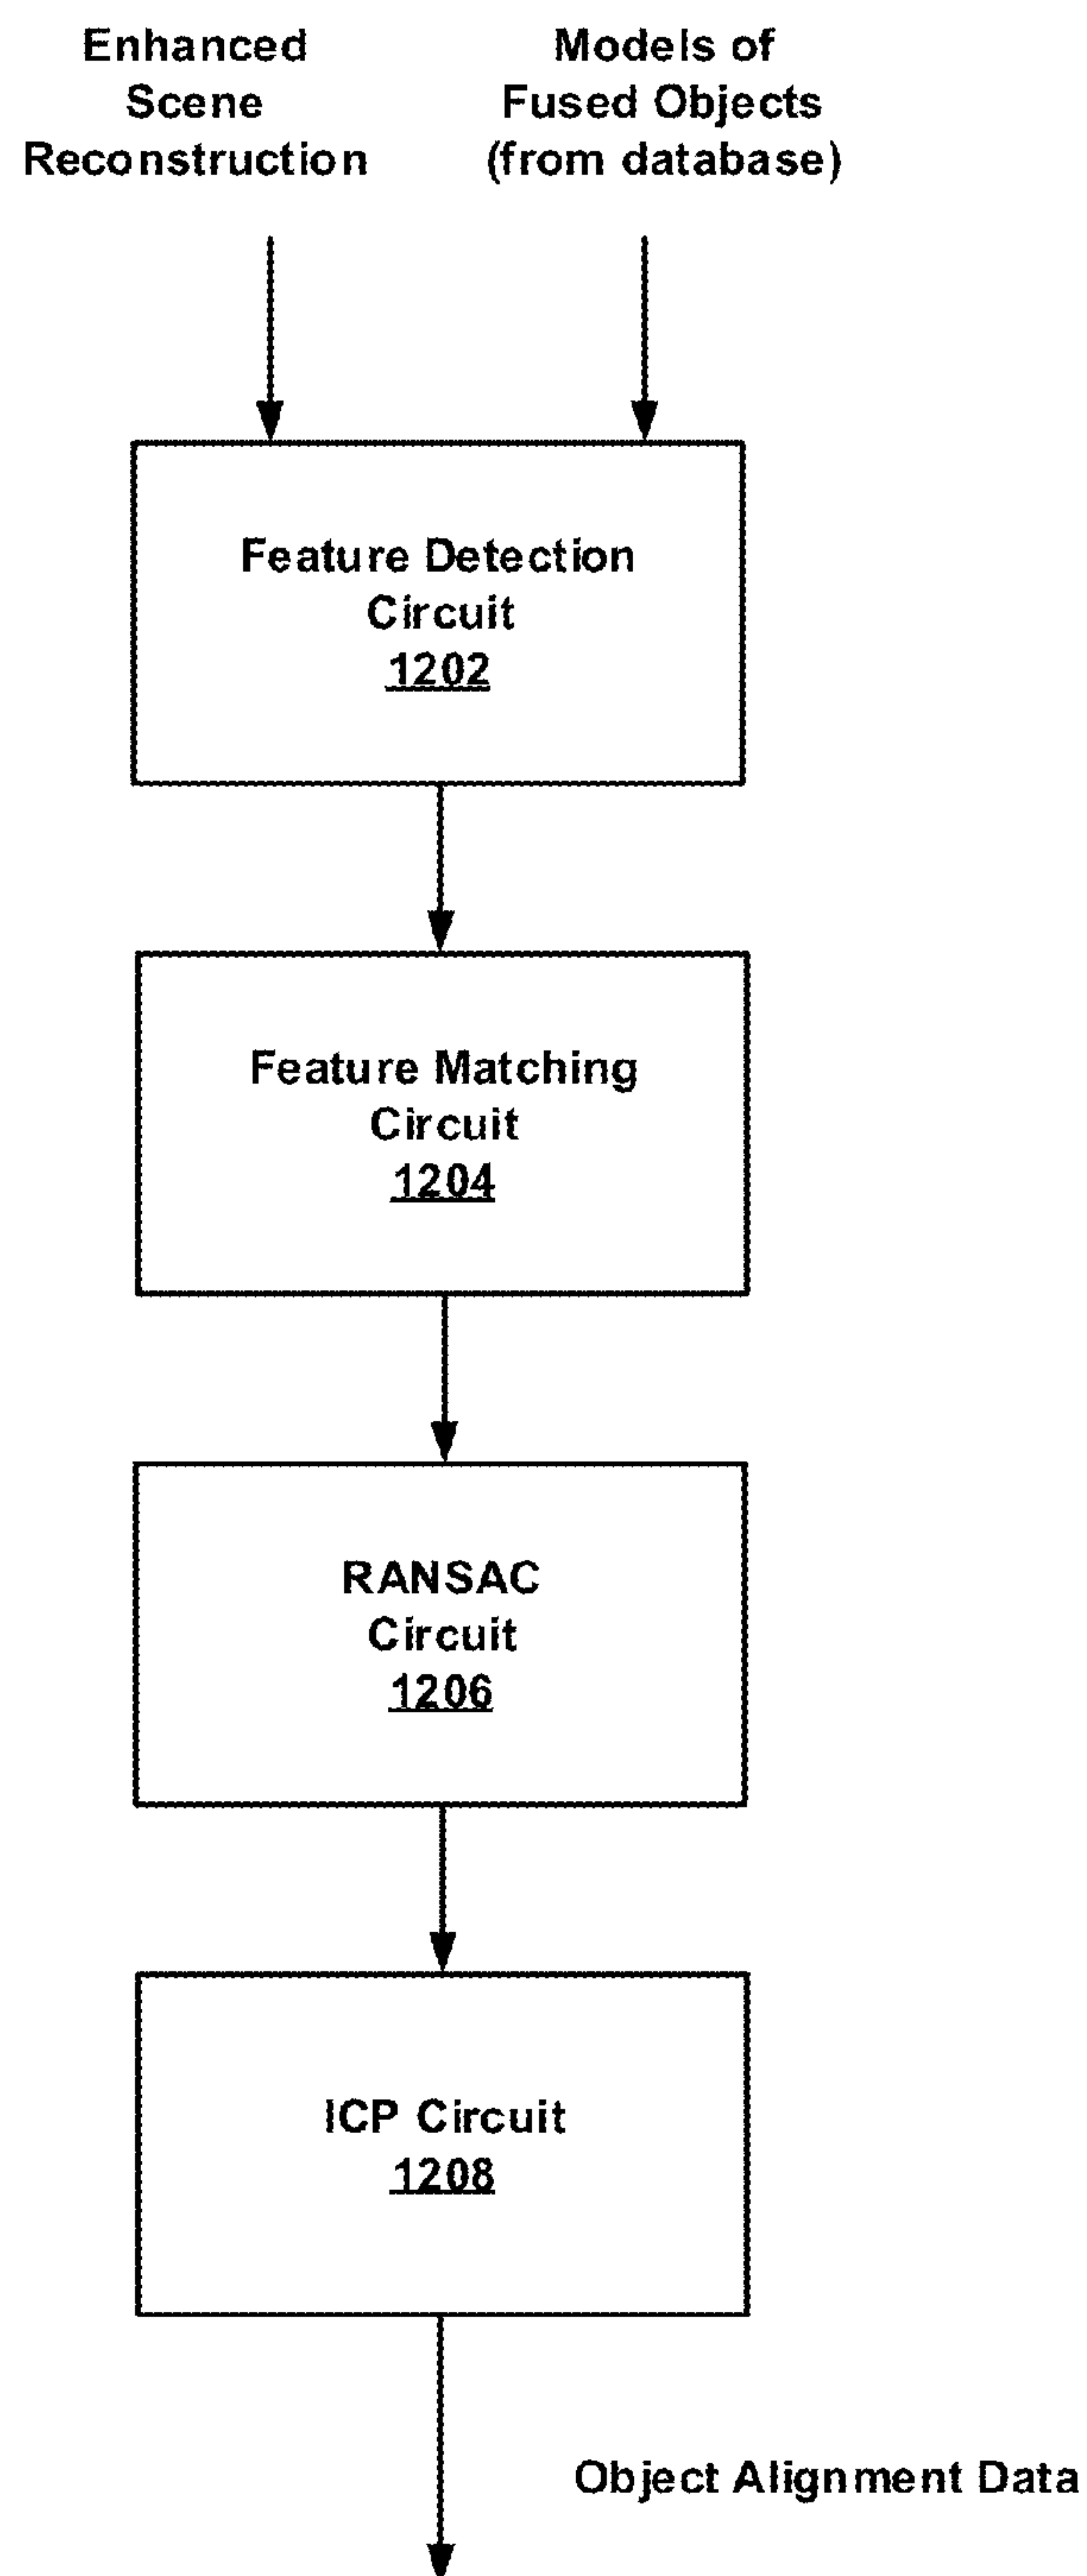 Enhanced
Scene
Reconstruction
Models of
Fused Objects
(from database)
Feature Detection
Circuit
1202
Feature Matching
Circuit
1204
RANSAC
Circuit
1206
ICP Circuit
1208
Object Alignment Data